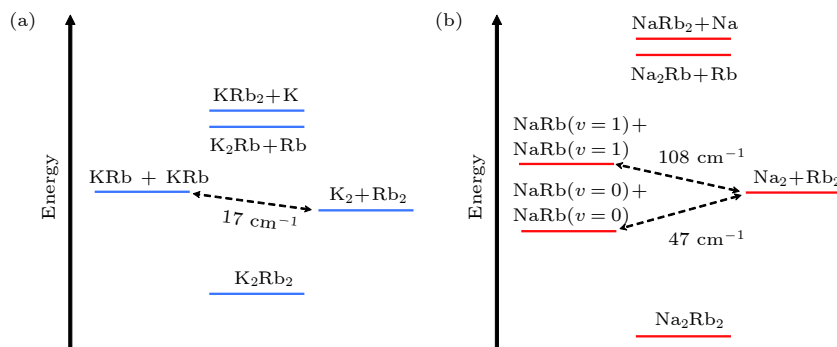 (a)
Energy
KRb₂+K
K₂Rb+Rb
KRb + KRb
K₂+Rb₂
17 cm⁻¹
K₂Rb₂
(b)
Energy
NaRb₂+Na
Na₂Rb+Rb
NaRb(v=1)+
NaRb(v=1)
108 cm⁻¹
Na₂+Rb₂
NaRb(v=0)+
NaRb(v=0)
47 cm⁻¹
Na₂Rb₂